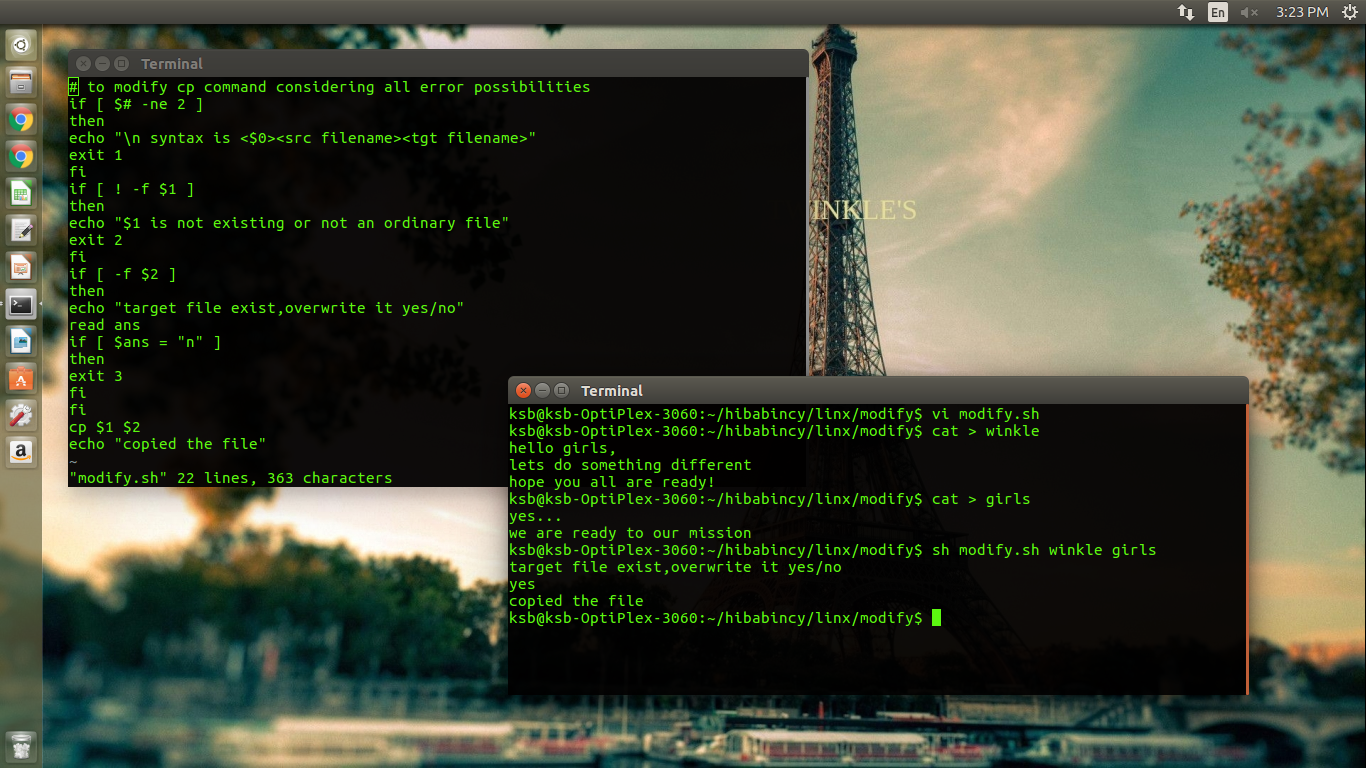 En
3:23 PM
Terminal
# to modify cp command considering all error possibilities
if [ $# -ne 2 ]
then
echo "\n syntax is <$0><src filename><tgt filename>"
exit 1
fi
if [ ! -f $1 ]
then
echo "$1 is not existing or not an ordinary file"
exit 2
fi
if [ -f $2 ]
then
echo "target file exist,overwrite it yes/no"
read ans
if [ $ans = "n" ]
then
exit 3
fi
fi
cp $1 $2
echo "copied the file"
~
"modify.sh" 22 lines, 363 characters
INKLE'S
Terminal
ksb@ksb-OptiPlex-3060:~/hibabincy/linx/modify$ vi modify.sh
ksb@ksb-OptiPlex-3060:~/hibabincy/linx/modify$ cat > winkle
hello girls,
lets do something different
hope you all are ready!
ksb@ksb-OptiPlex-3060:~/hibabincy/linx/modify$ cat > girls
yes...
we are ready to our mission
ksb@ksb-OptiPlex-3060:~/hibabincy/linx/modify$ sh modify.sh winkle girls
target file exist,overwrite it yes/no
yes
copied the file
ksb@ksb-OptiPlex-3060:~/hibabincy/linx/modify$